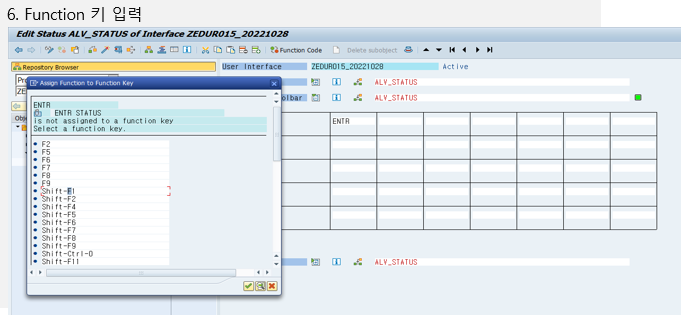 6. Function 키 입력
Edit Status ALV_STATUS of Interface ZEDUR015_20221028
Function Code
Delete subobject
Repository Browser
User Interface
ZEDUR015_20221028
Active
Assign Function to Function Key
ALV_STATUS
olbar
ALV_STATUS
ENTR
ENTR STATUS
is not assigned to a function key
Select a function key.
ENTR
F2
F5
F6
F7
F8
F9
Shift-F1
Shift-F2
Shift-F4
Shift-F5
Shift-F6
Shift-F7
Shift-F8
Shift-F9
Shift-Ctrl-0
Shift-F11
ALV_STATUS